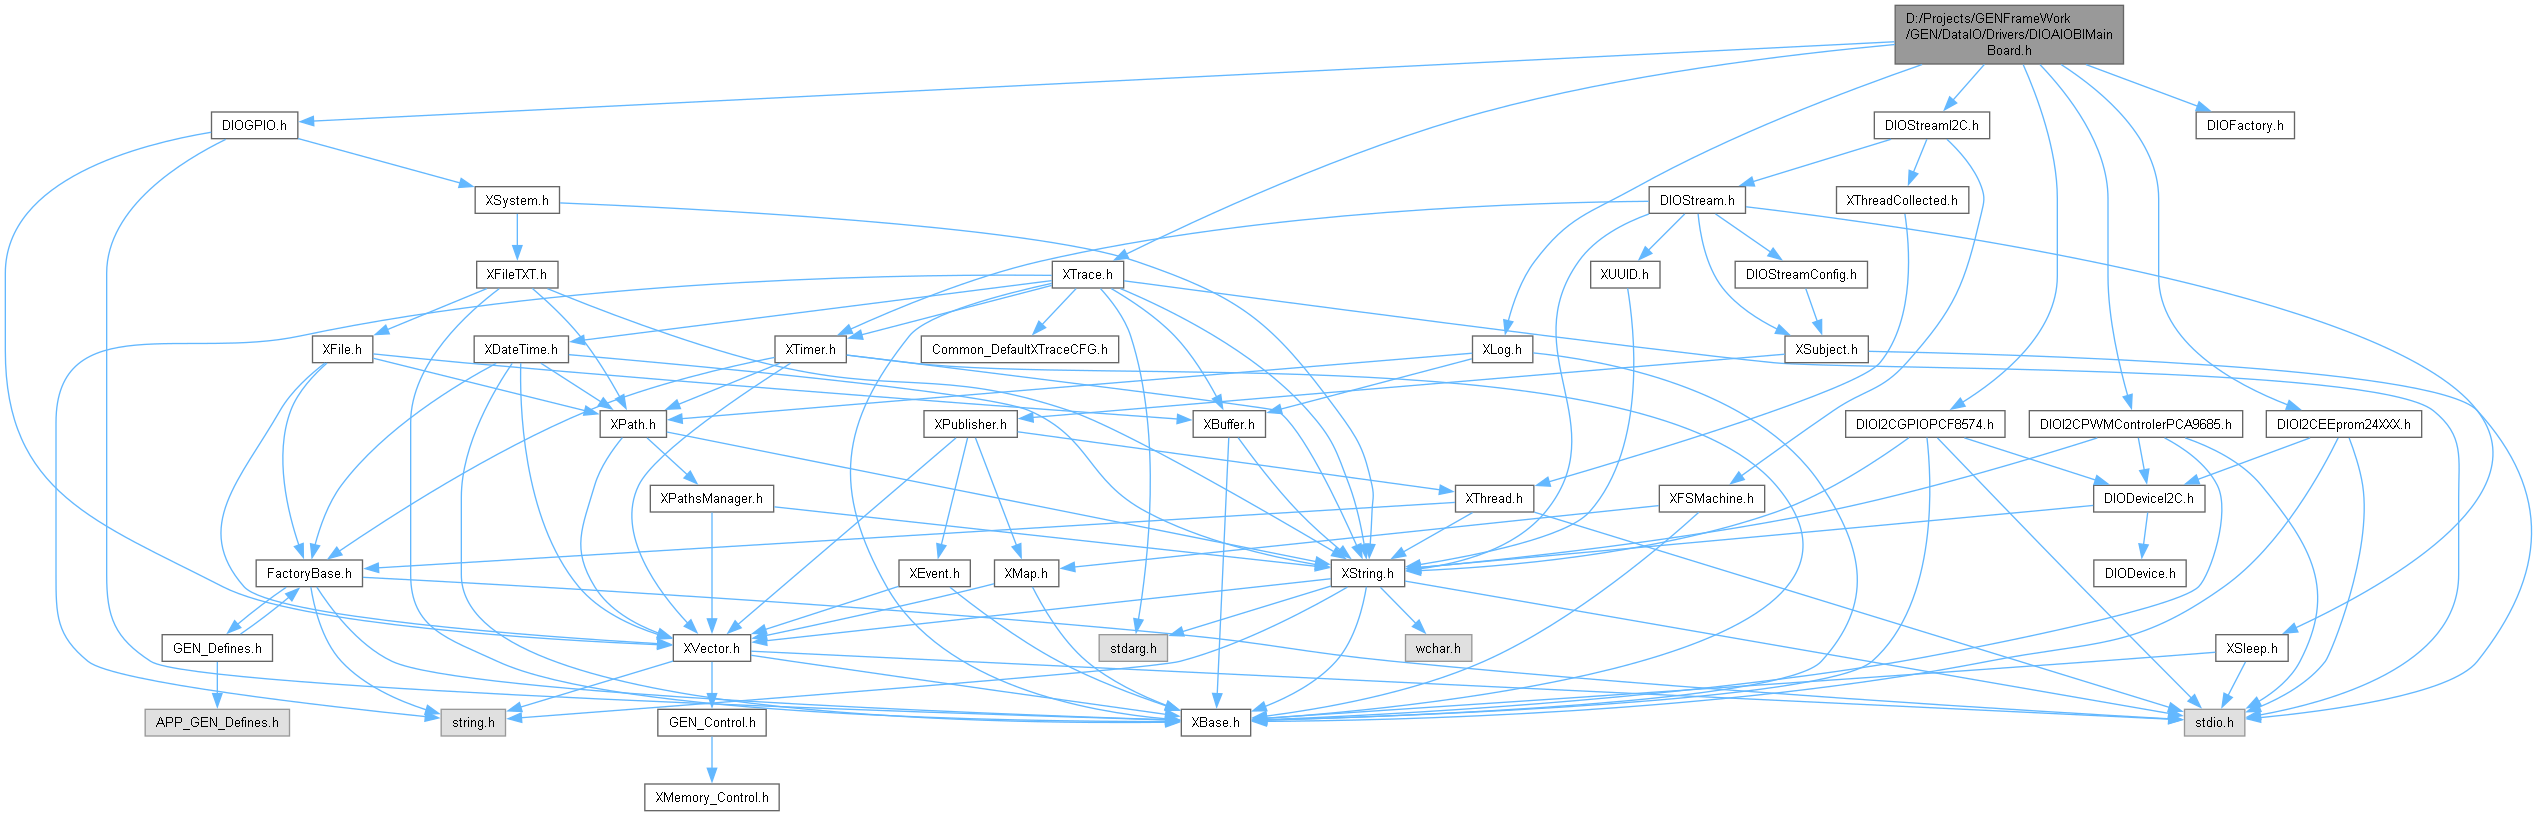 D:/Projects/GENFrameWork
/GEN/DataIO/Drivers/DIOAIOBIMain
Board.h
DIOGPIO.h
DIOStreamI2C.h
DIOFactory.h
XSystem.h
DIOStream.h
XThreadCollected.h
XFileTXT.h
XTrace.h
XUUID.h
DIOStreamConfig.h
XFile.h
XDateTime.h
XTimer.h
Common_DefaultXTraceCFG.h
XLog.h
XSubject.h
XPath.h
XPublisher.h
XBuffer.h
DIOI2CGPIOPCF8574.h
DIOI2CPWMControlerPCA9685.h
DIOI2CEEprom24XXX.h
XPathsManager.h
XThread.h
XFSMachine.h
DIODeviceI2C.h
FactoryBase.h
XEvent.h
XMap.h
XString.h
DIODevice.h
GEN_Defines.h
XVector.h
stdarg.h
wchar.h
XSleep.h
APP_GEN_Defines.h
string.h
GEN_Control.h
XBase.h
stdio.h
XMemory_Control.h